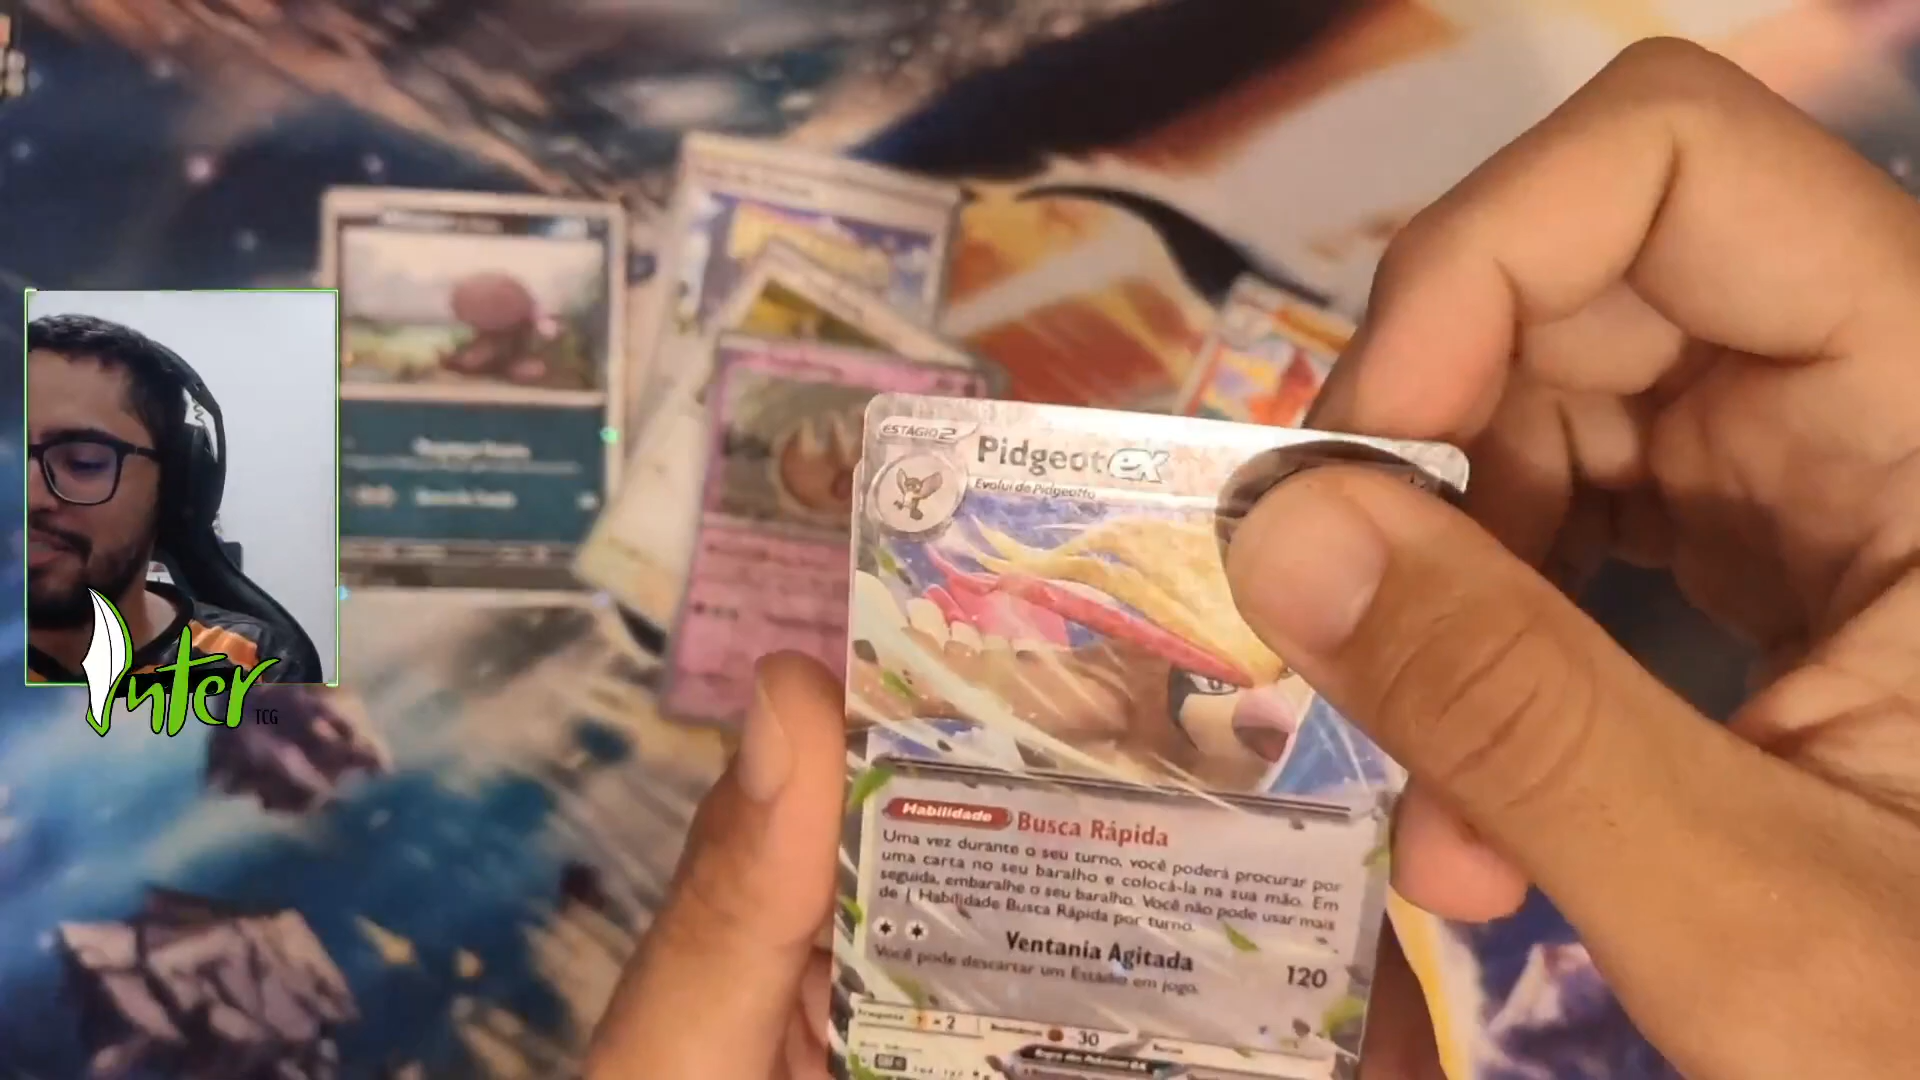 ESTÁGIO 2
Pidgeot ex
Evolui de Pidgeotto
Habilidade Busca Rápida
Uma vez durante o seu turno, você poderá procurar por
uma carta no seu baralho e colocá-la na sua mão. Em
seguida, embaralhe o seu baralho. Você não pode usar mais
de 1 Habilidade Busca Rápida por turno.
Ventania Agitada 120
Você pode descartar um Estádio em jogo.
× 2
-30
Inter
TCG